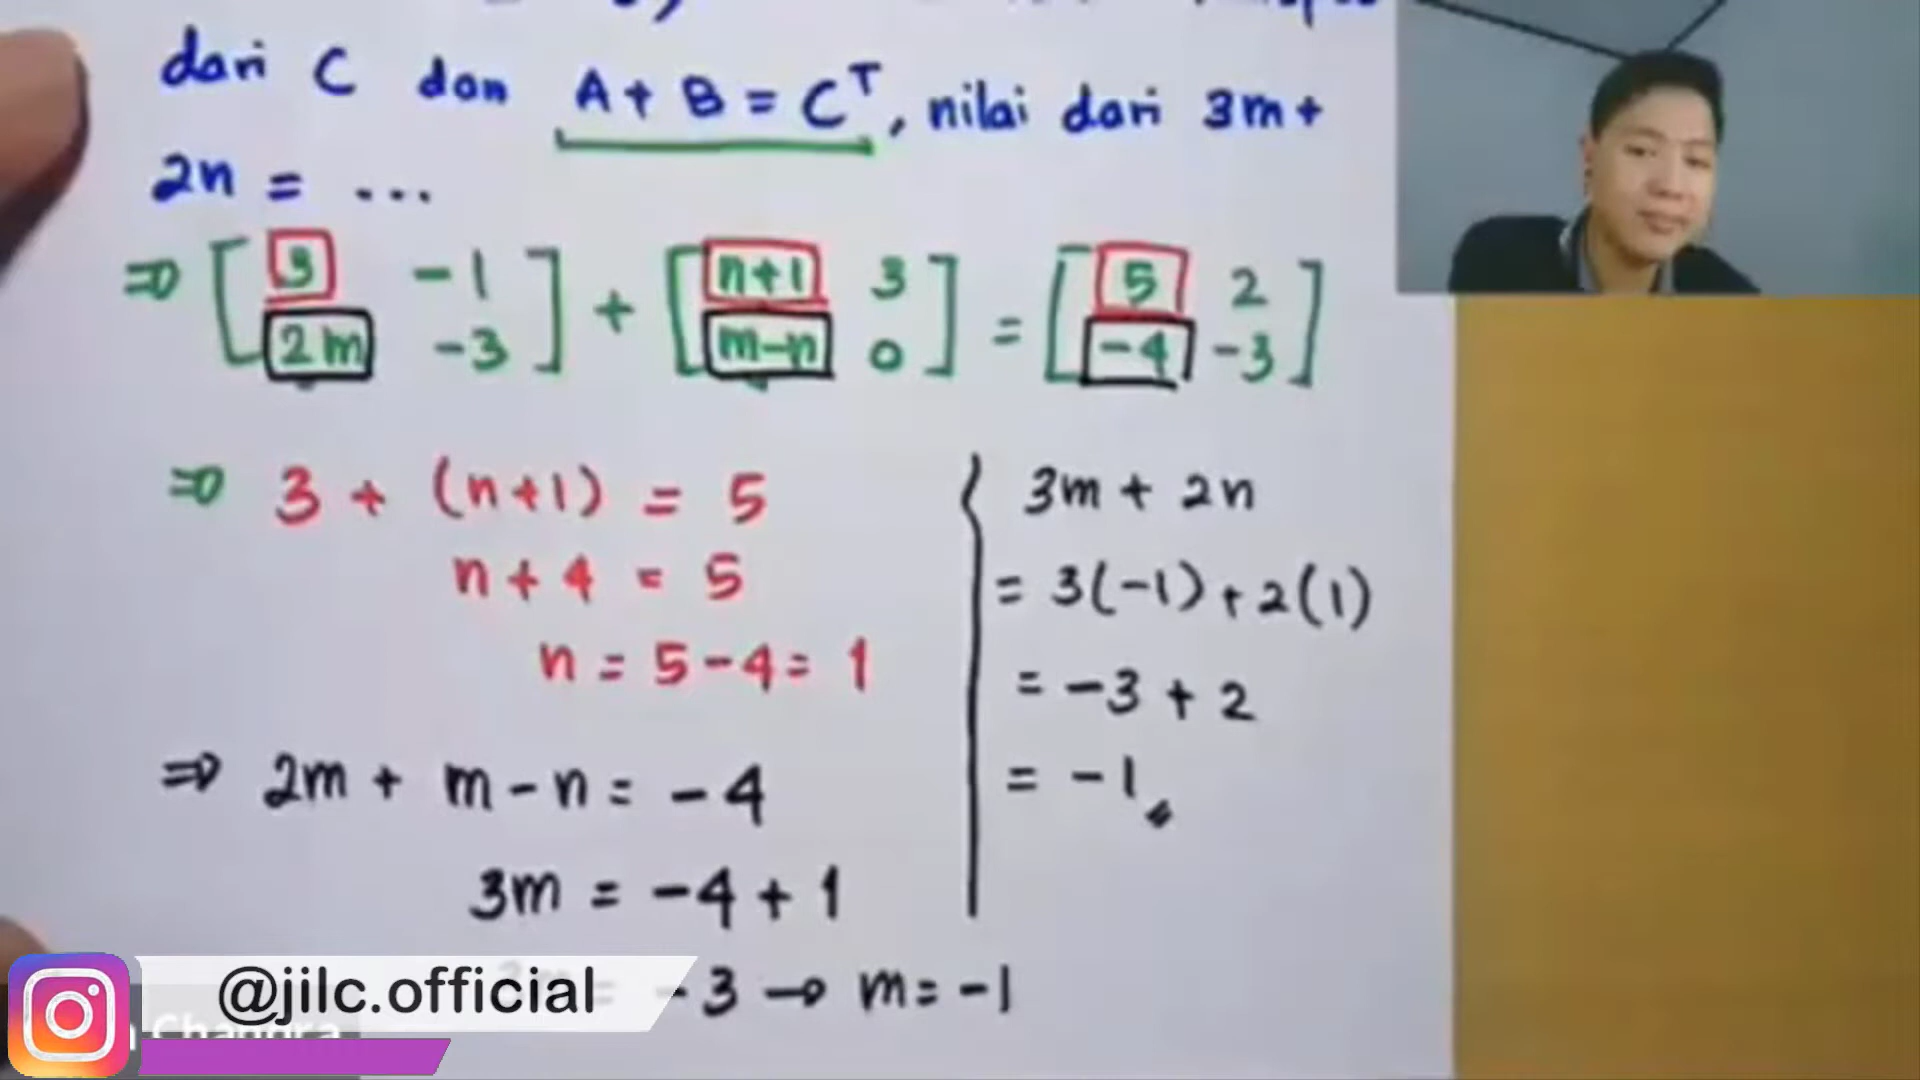 dari C dan A + B = Cᵀ, nilai dari 3m +
2n = ...
⇒ [ 3 -1 ] + [ n+1 3 ] = [ 5 2 ]
[ 2m -3 ] [ m-n 0 ] [ -4 -3 ]
⇒ 3 + (n+1) = 5
n + 4 = 5
n = 5 - 4 = 1
⇒ 2m + m - n = -4
3m = -4 + 1
= -3 → m = -1
3m + 2n
= 3(-1) + 2(1)
= -3 + 2
= -1
@jilc.official